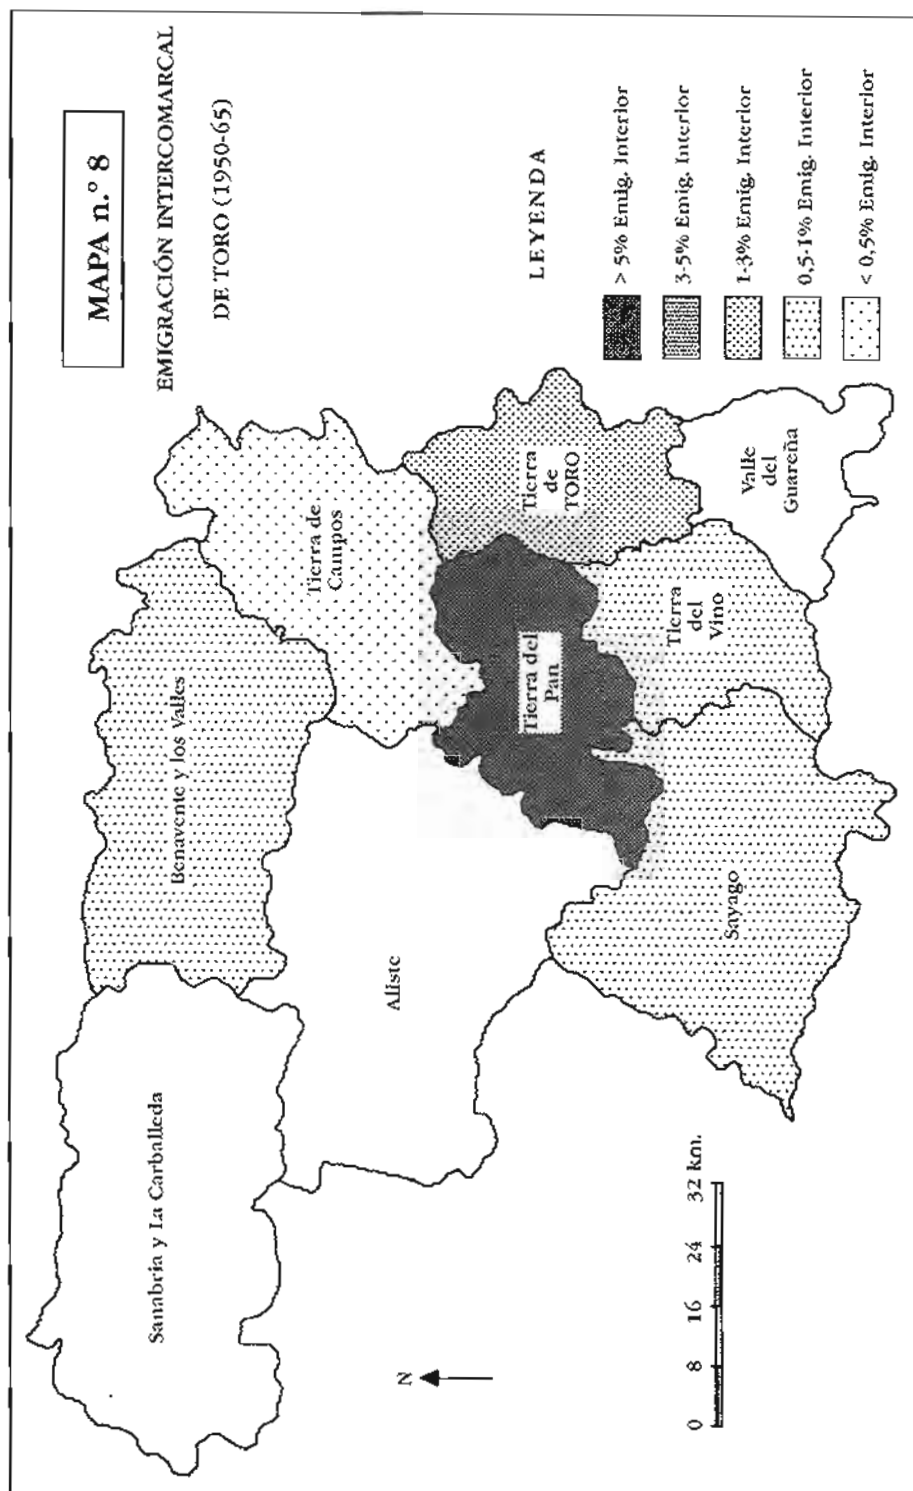 MAPA n.° 8
EMIGRACIÓN INTERCOMARCAL
DE TORO (1950-65)
Sanabria y La Carballeda
Benavente y los Valles
Tierra de
Campos
Aliste
Tierra del
Pan
Tierra
de
TORO
Sayago
Tierra
del
Vino
Valle
del
Guareña
LEYENDA
> 5% Emig. Interior
3-5% Emig. Interior
1-3% Emig. Interior
0,5-1% Emig. Interior
< 0,5% Emig. Interior
N
0 8 16 24 32 km.